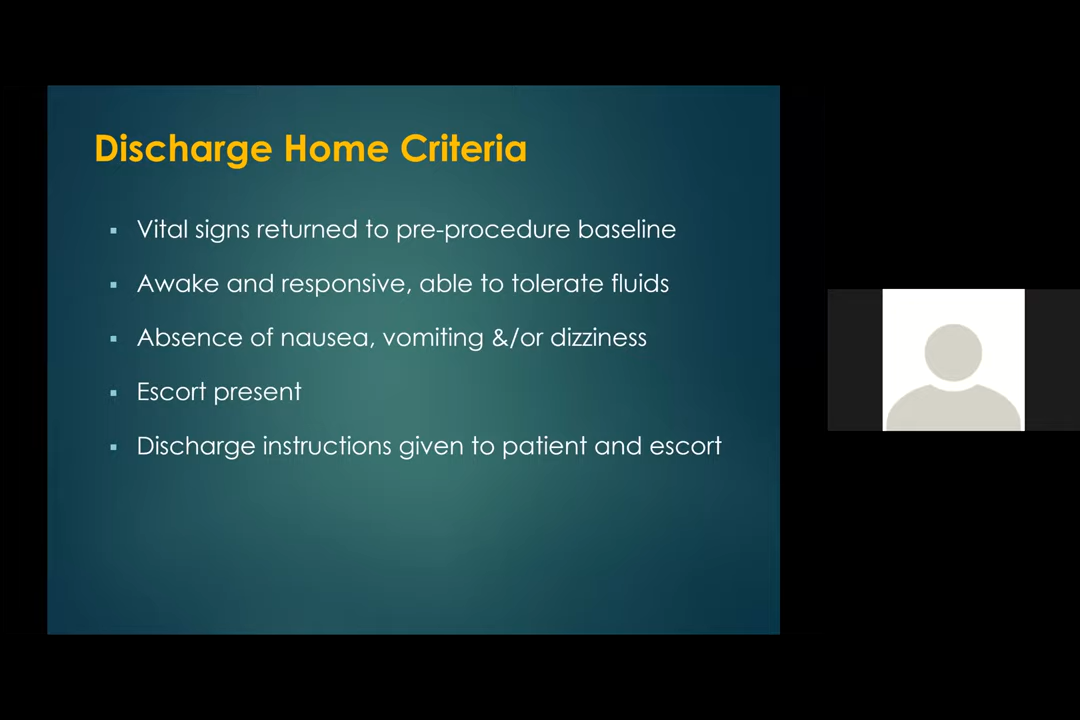 Discharge Home Criteria
Vital signs returned to pre-procedure baseline
Awake and responsive, able to tolerate fluids
Absence of nausea, vomiting &/or dizziness
Escort present
Discharge instructions given to patient and escort